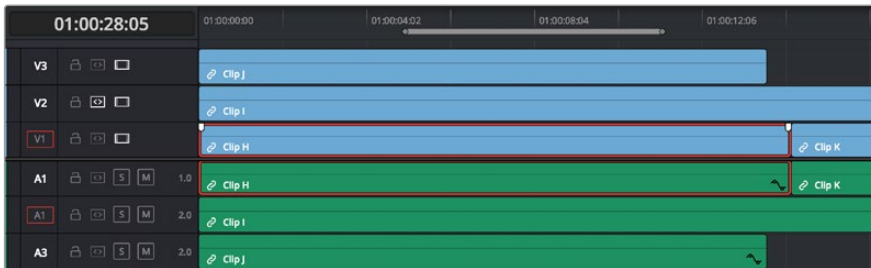 01:00:28:05 01:00:00:00 01:00:04:02 01:00:08:04 01:00:12:06
V3 Clip J
V2 Clip I
V1 Clip H Clip K
A1 S M 1.0 Clip H Clip K
A1 S M 2.0 Clip I
A3 S M 2.0 Clip J